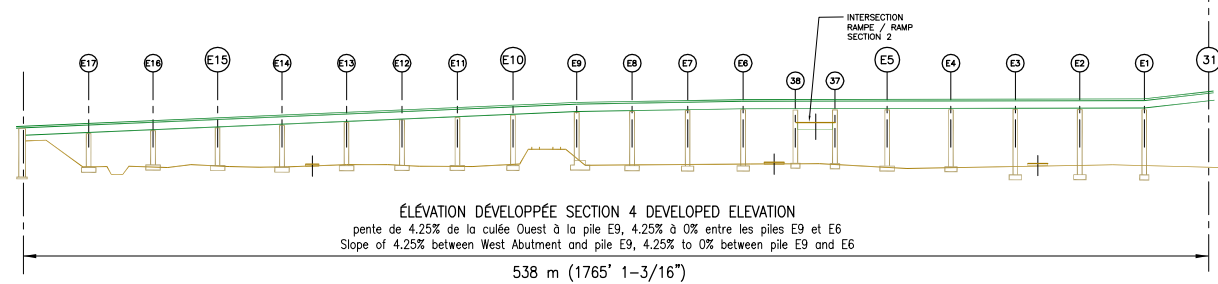 INTERSECTION
RAMPE / RAMP
SECTION 2
E17 E16 E15 E14 E13 E12 E11 E10 E9 E8 E7 E6 38 37 E5 E4 E3 E2 E1 31
ÉLÉVATION DÉVELOPPÉE SECTION 4 DEVELOPED ELEVATION
pente de 4.25% de la culée Ouest à la pile E9, 4.25% à 0% entre les piles E9 et E6
Slope of 4.25% between West Abutment and pile E9, 4.25% to 0% between pile E9 and E6
538 m (1765' 1-3/16")